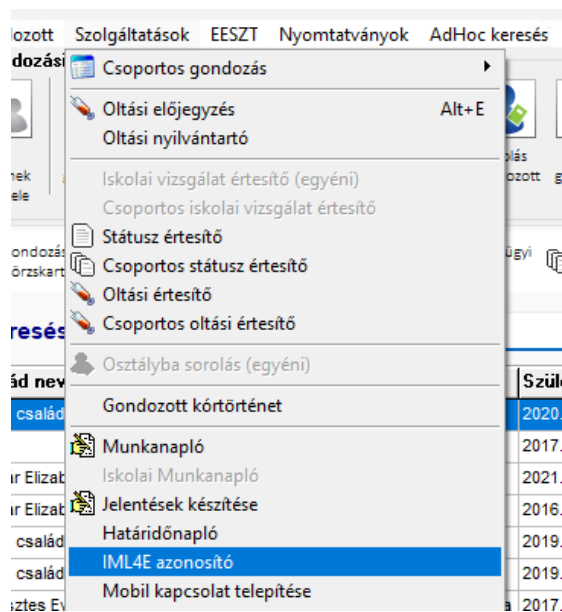 Szolgáltatások EESZT Nyomtatványok AdHoc keresés
Csoportos gondozás
Oltási előjegyzés Alt+E
Oltási nyilvántartó
Iskolai vizsgálat értesítő (egyéni)
Csoportos iskolai vizsgálat értesítő
Státusz értesítő
Csoportos státusz értesítő
Oltási értesítő
Csoportos oltási értesítő
Osztályba sorolás (egyéni)
Gondozott kórtörténet
Munkanapló
Iskolai Munkanapló
Jelentések készítése
Határidőnapló
IML4E azonosító
Mobil kapcsolat telepítése
család 2020.
2017.
2021.
2016.
család 2019.
család 2019.
2017.